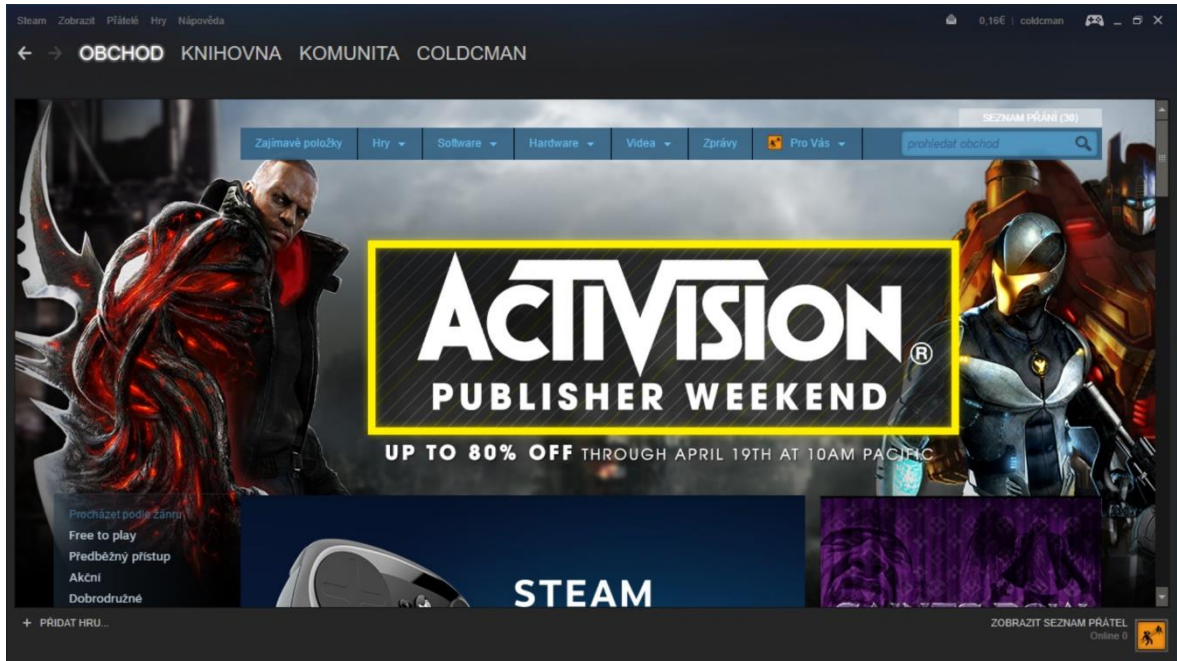 Steam Zobrazit Přátelé Hry Nápověda
0,16€ | coldcman
OBCHOD KNIHOVNA KOMUNITA COLDCMAN
SEZNAM PŘÁNÍ (30)
Zajímavé položky Hry Software Hardware Videa Zprávy Pro Vás prohledat obchod
ACTIVISION®
PUBLISHER WEEKEND
UP TO 80% OFF THROUGH APRIL 19TH AT 10AM PACIFIC
Procházet podle žánru
Free to play
Předběžný přístup
Akční
Dobrodružné
STEAM
+ PŘIDAT HRU...
ZOBRAZIT SEZNAM PŘÁTEL
Online 0